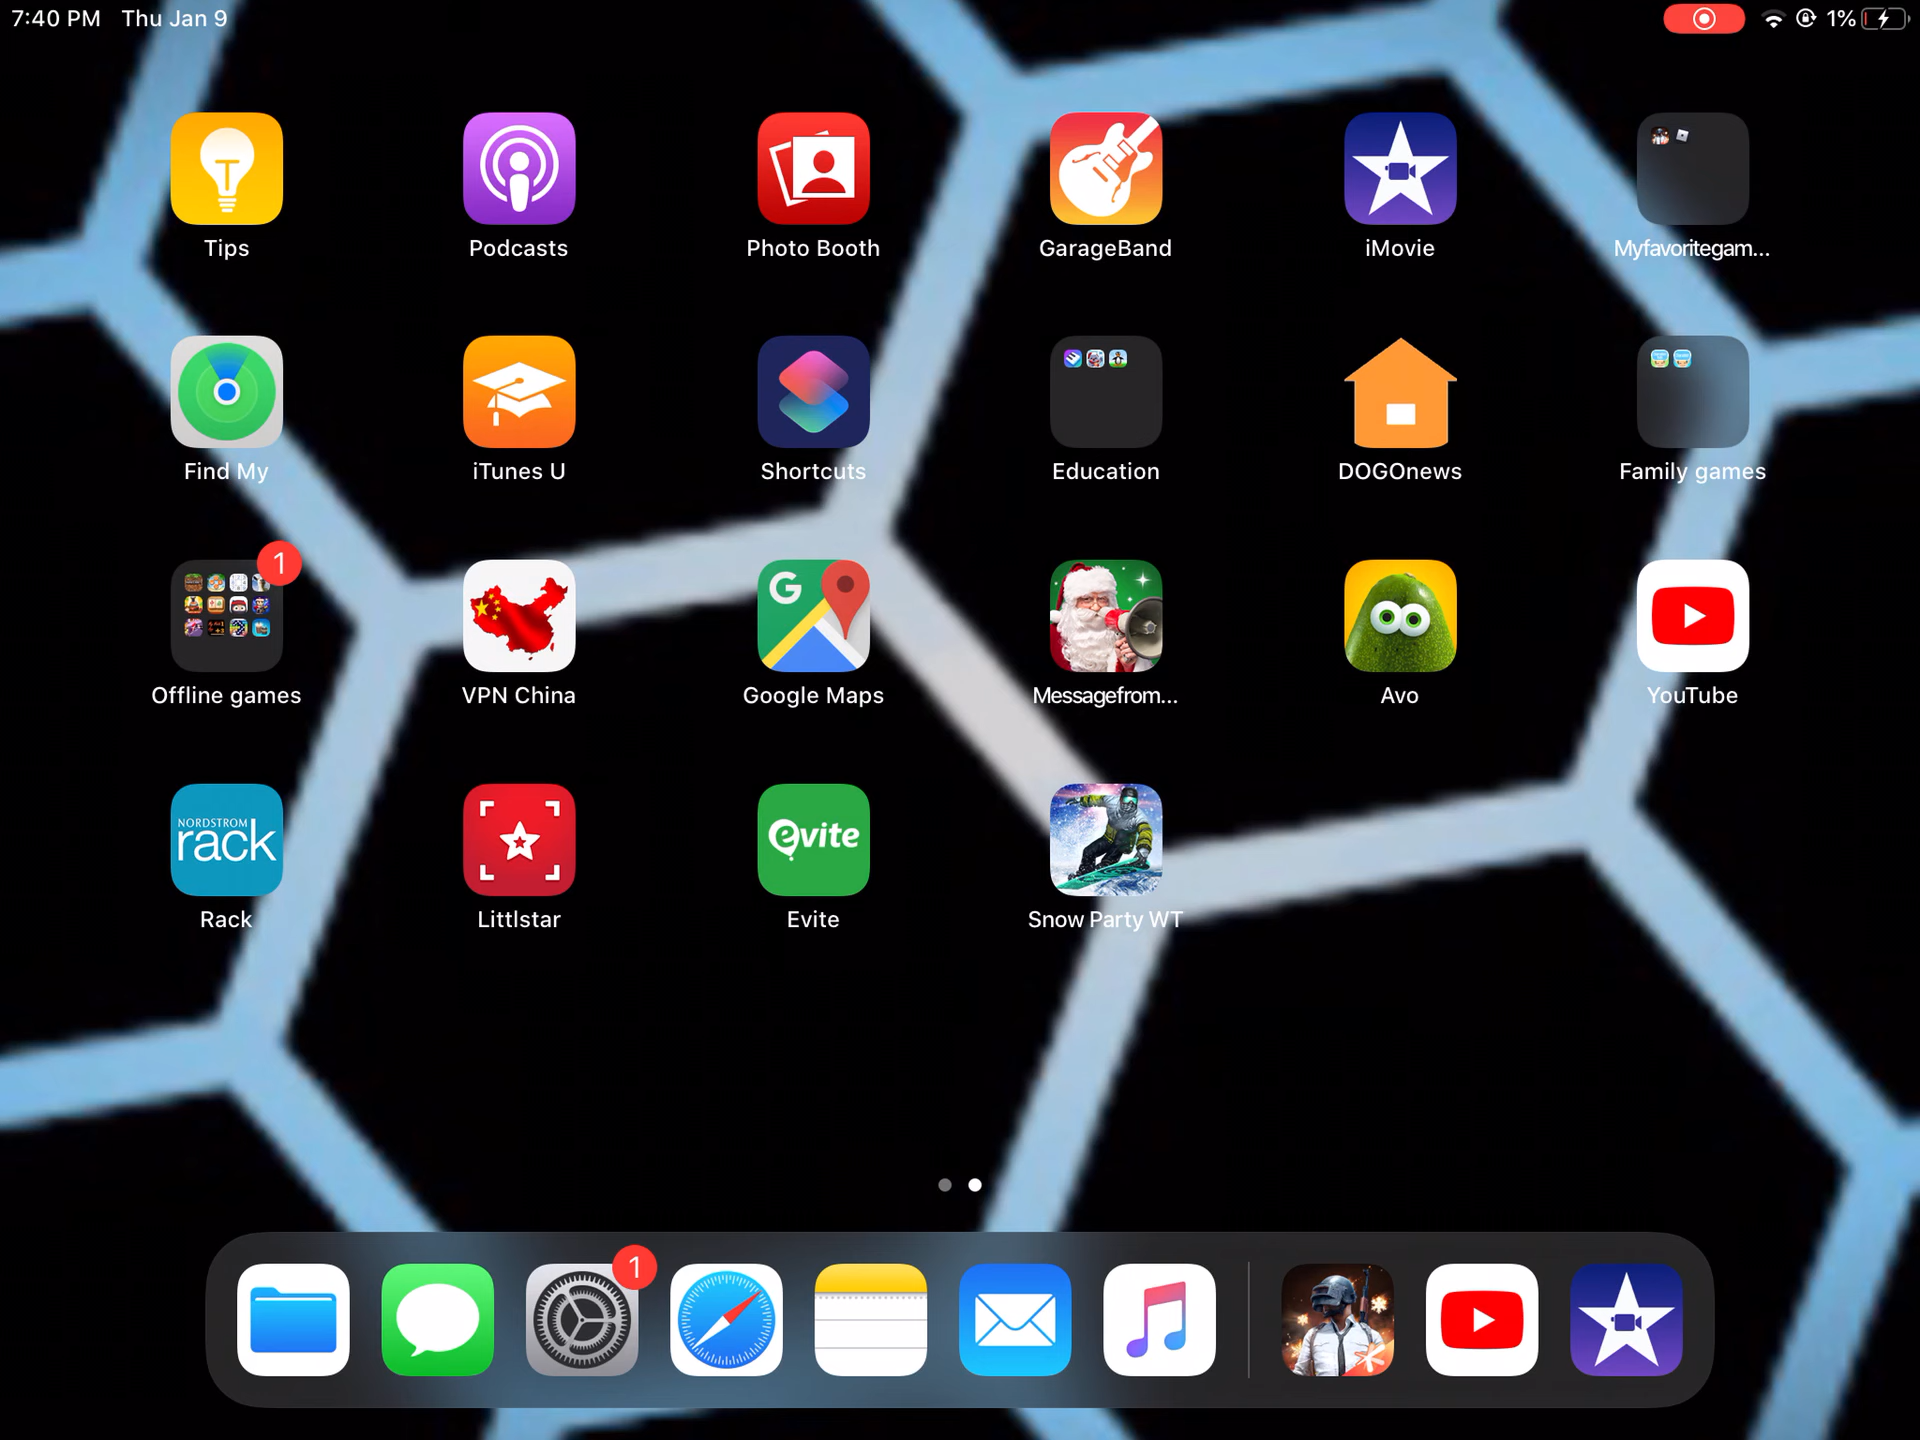 7:40 PM Thu Jan 9 1%
Tips Podcasts Photo Booth GarageBand iMovie Myfavoritegam...
Find My iTunes U Shortcuts Education DOGOnews Family games
1
G
Offline games VPN China Google Maps Messagefrom... Avo YouTube
NORDSTROM
rack evite
Rack Littlstar Evite Snow Party WT
1